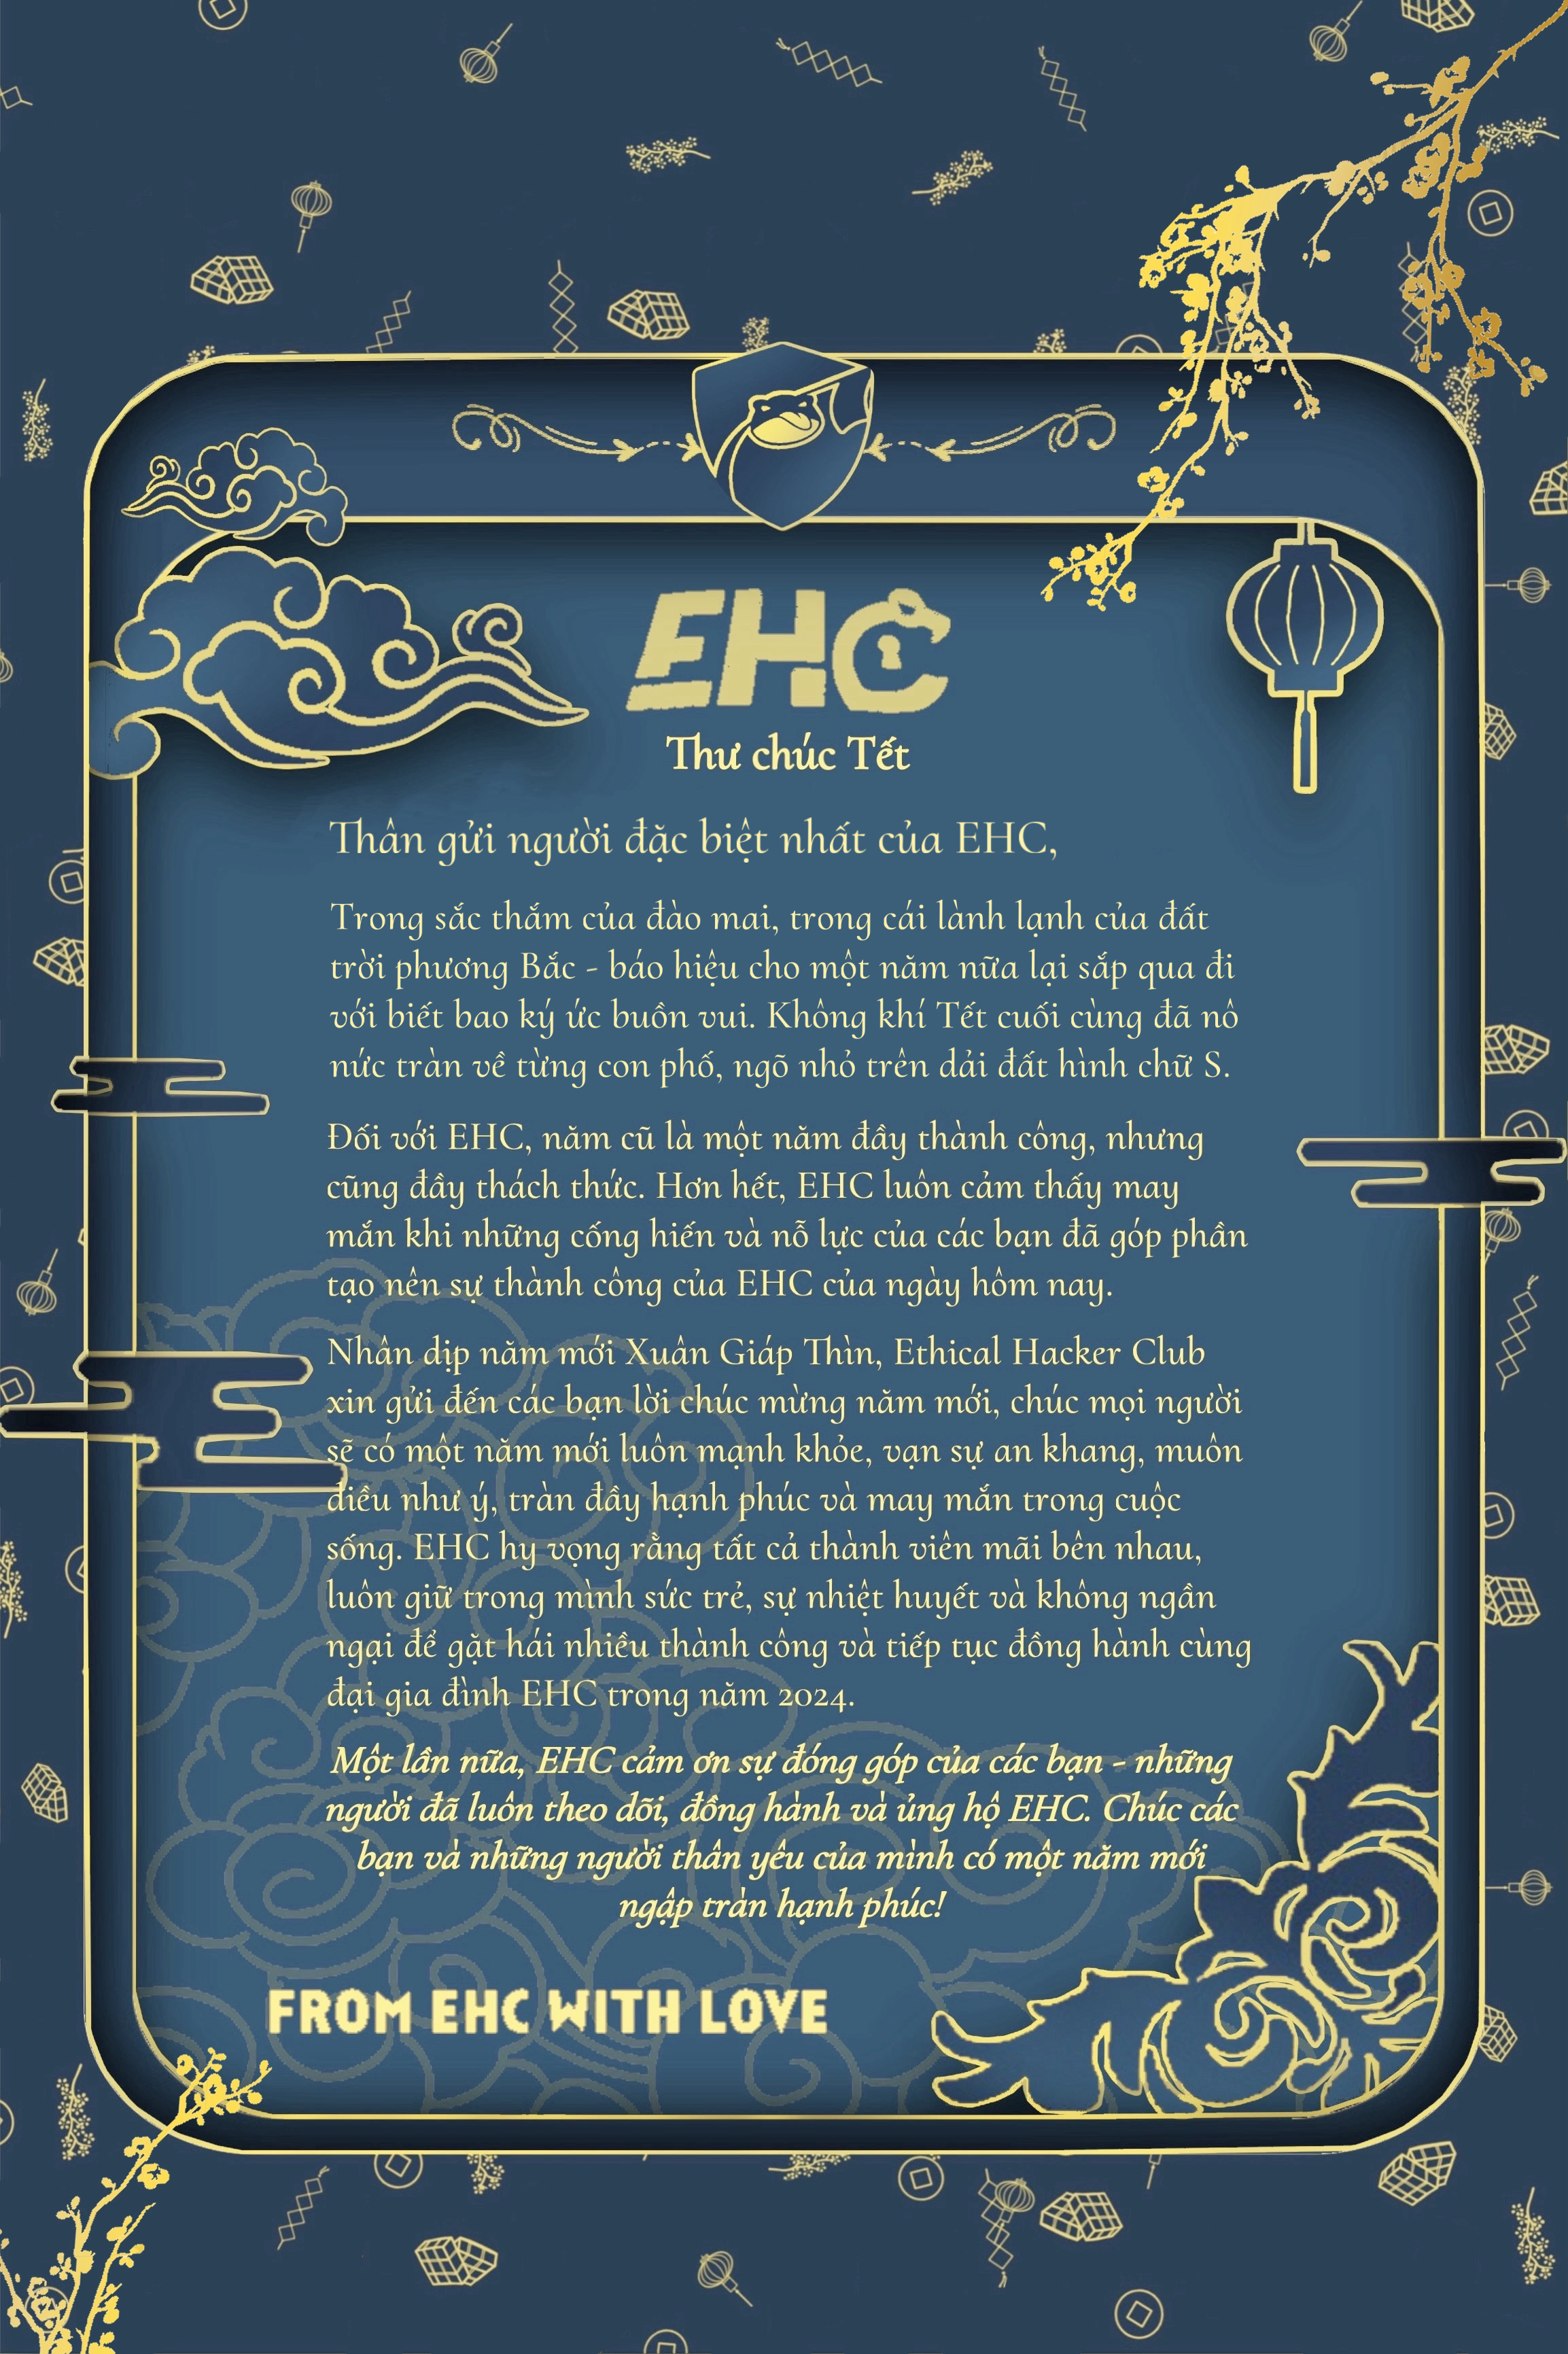 EHC
Thư chúc Tết
Thân gửi người đặc biệt nhất của EHC,
Trong sắc thắm của đào mai, trong cái lành lạnh của đất
trời phương Bắc - báo hiệu cho một năm nữa lại sắp qua đi
với biết bao ký ức buồn vui. Không khí Tết cuối cùng đã nô
nức tràn về từng con phố, ngõ nhỏ trên dải đất hình chữ S.
Đối với EHC, năm cũ là một năm đầy thành công, nhưng
cũng đầy thách thức. Hơn hết, EHC luôn cảm thấy may
mắn khi những cống hiến và nỗ lực của các bạn đã góp phần
tạo nên sự thành công của EHC của ngày hôm nay.
Nhân dịp năm mới Xuân Giáp Thìn, Ethical Hacker Club
xin gửi đến các bạn lời chúc mừng năm mới, chúc mọi người
sẽ có một năm mới luôn mạnh khỏe, vạn sự an khang, muôn
điều như ý, tràn đầy hạnh phúc và may mắn trong cuộc
sống. EHC hy vọng rằng tất cả thành viên mãi bên nhau,
luôn giữ trong mình sức trẻ, sự nhiệt huyết và không ngần
ngại để gặt hái nhiều thành công và tiếp tục đồng hành cùng
đại gia đình EHC trong năm 2024.
Một lần nữa, EHC cảm ơn sự đóng góp của các bạn - những
người đã luôn theo dõi, đồng hành và ủng hộ EHC. Chúc các
bạn và những người thân yêu của mình có một năm mới
ngập tràn hạnh phúc!
FROM EHC WITH LOVE